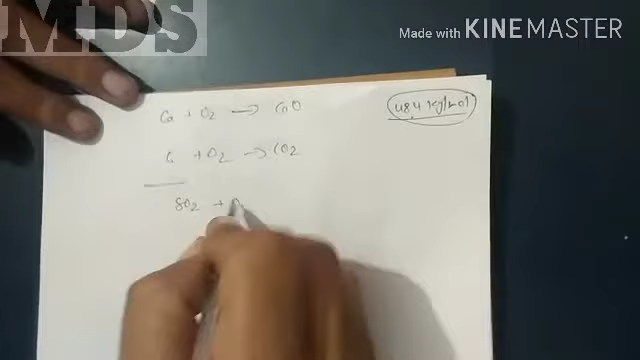 MDS
Made with KINEMASTER
Ca + O2 → CaO
484 kg/mol
C + O2 → CO2
SO2 +